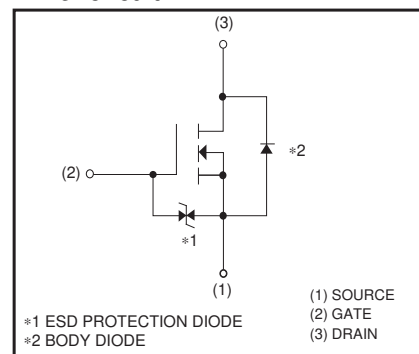 (3)
*2
(2)
*1
(1)
*1 ESD PROTECTION DIODE
*2 BODY DIODE
(1) SOURCE
(2) GATE
(3) DRAIN